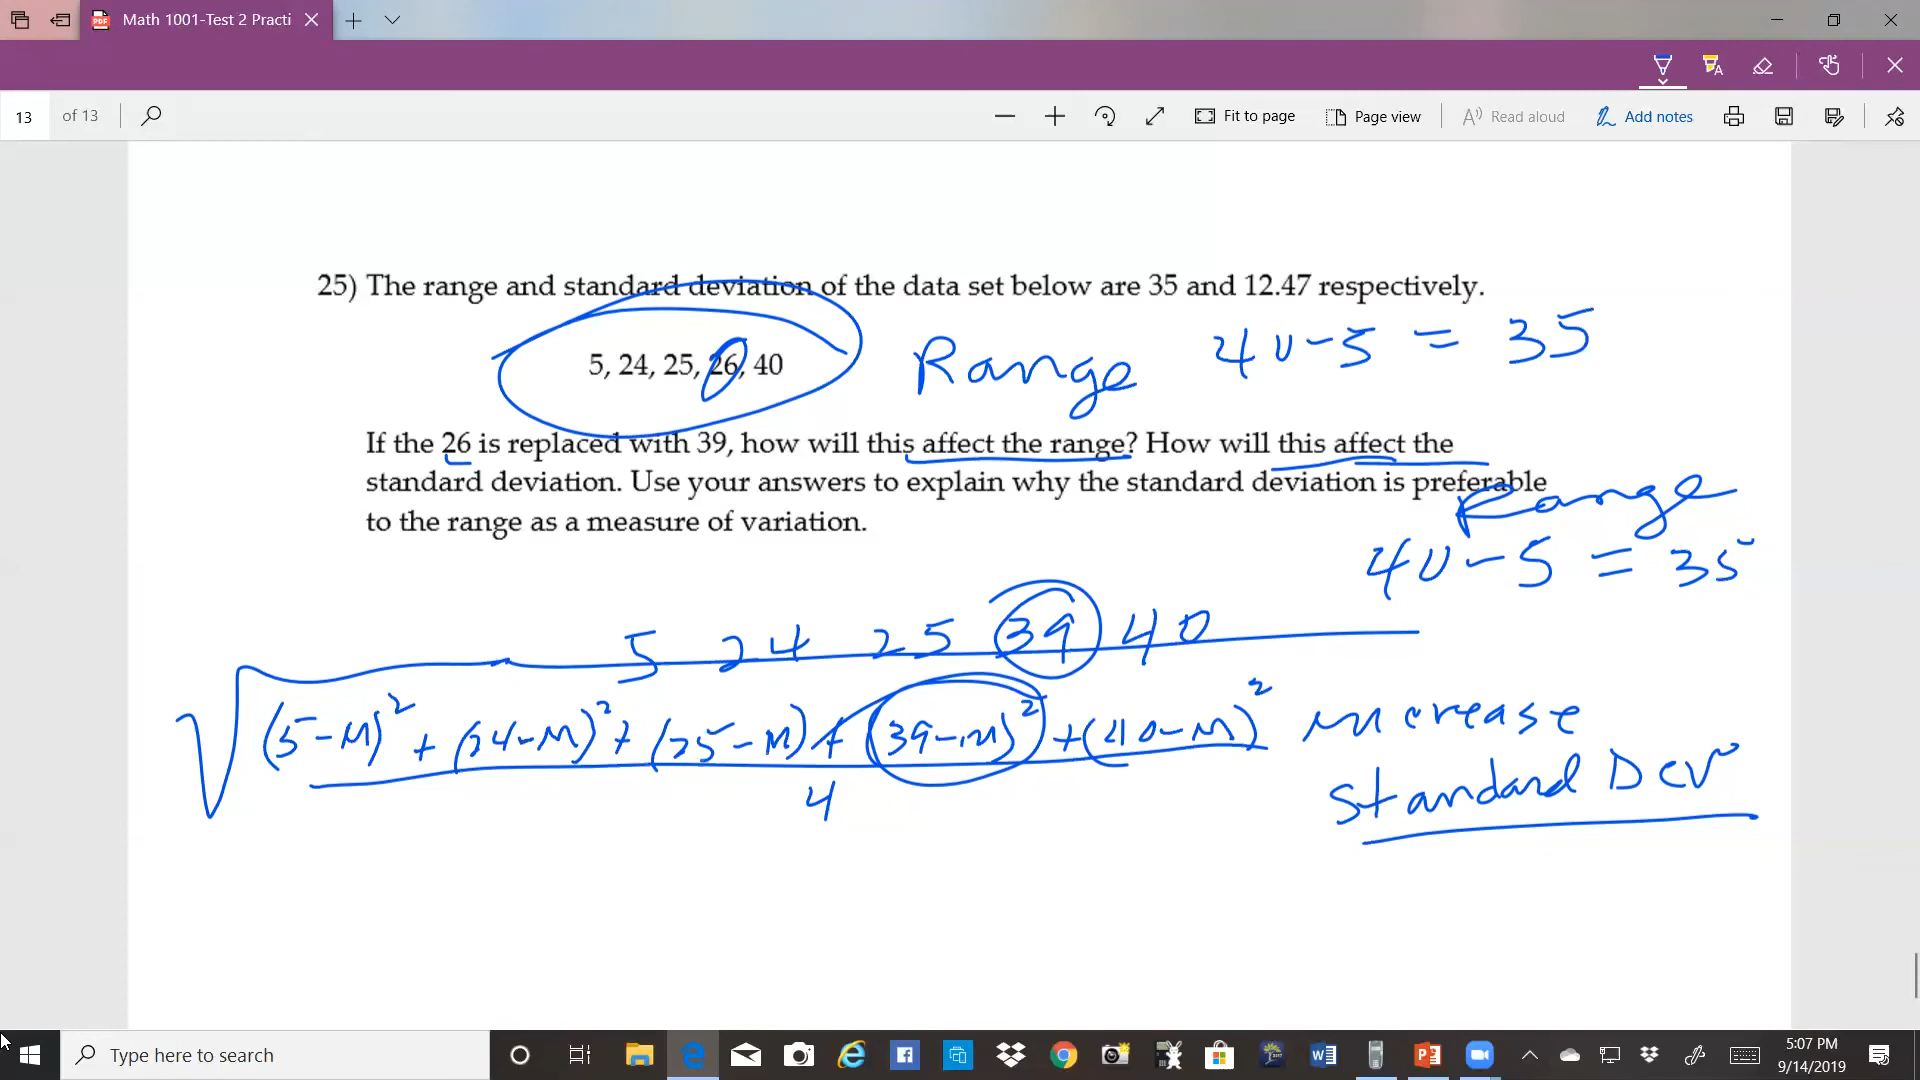 Math 1001-Test 2 Practi
13 of 13
Fit to page
Page view
Read aloud
Add notes
25) The range and standard deviation of the data set below are 35 and 12.47 respectively.
5, 24, 25, 26, 40
Range 40-5 = 35
If the 26 is replaced with 39, how will this affect the range? How will this affect the
standard deviation. Use your answers to explain why the standard deviation is preferable
to the range as a measure of variation.
Range
40-5 = 35
5 24 25 39 40
√ (5-M)² + (24-M)² + (25-M) + (39-M)² + (40-M)²
4
increase
Standard Dev
Type here to search
5:07 PM
9/14/2019